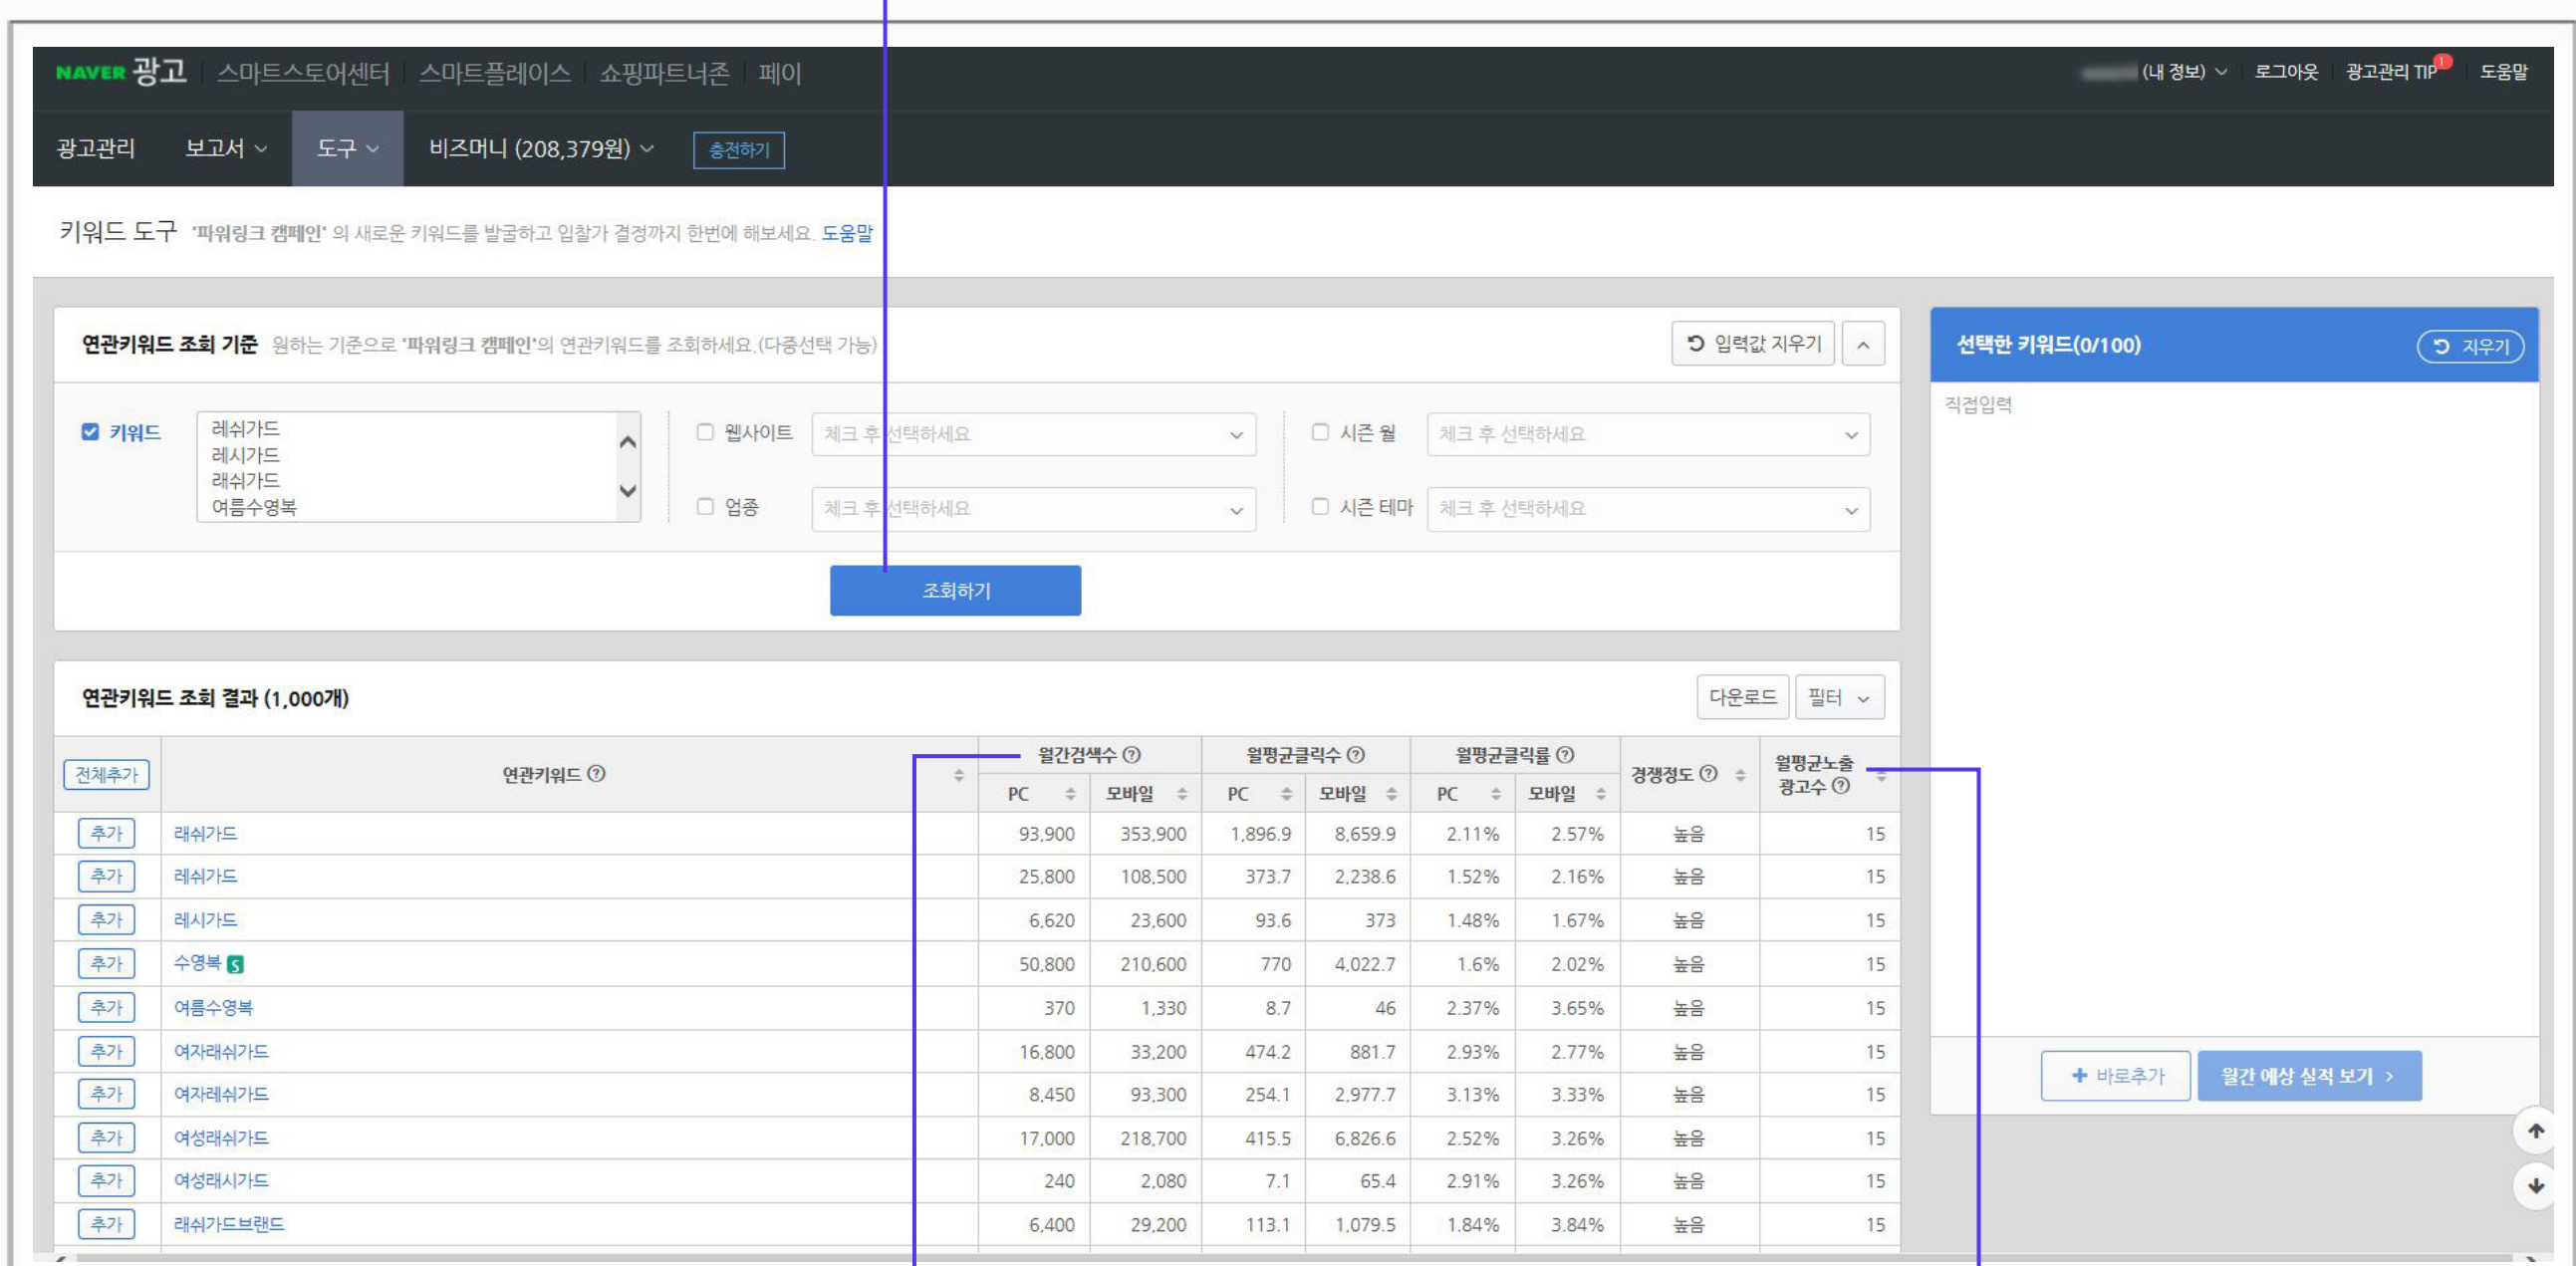 NAVER 광고 스마트스토어센터 스마트플레이스 쇼핑파트너존 페이 (내 정보) 로그아웃 광고관리 TIP 1 도움말
광고관리 보고서 도구 비즈머니 (208,379원) 충전하기
키워드 도구 '파워링크 캠페인' 의 새로운 키워드를 발굴하고 입찰가 결정까지 한번에 해보세요. 도움말
연관키워드 조회 기준 원하는 기준으로 '파워링크 캠페인'의 연관키워드를 조회하세요.(다중선택 가능) 입력값 지우기
선택한 키워드(0/100) 지우기
직접입력
키워드
레쉬가드
레시가드
래쉬가드
여름수영복
웹사이트 체크 후 선택하세요 시즌 월 체크 후 선택하세요
업종 체크 후 선택하세요 시즌 테마 체크 후 선택하세요
조회하기
연관키워드 조회 결과 (1,000개) 다운로드 필터
전체추가 연관키워드 월간검색수 월평균클릭수 월평균클릭률 경쟁정도 월평균노출
광고수
PC 모바일 PC 모바일 PC 모바일
추가 래쉬가드 93,900 353,900 1,896.9 8,659.9 2.11% 2.57% 높음 15
추가 레쉬가드 25,800 108,500 373.7 2,238.6 1.52% 2.16% 높음 15
추가 레시가드 6,620 23,600 93.6 373 1.48% 1.67% 높음 15
추가 수영복 S 50,800 210,600 770 4,022.7 1.6% 2.02% 높음 15
추가 여름수영복 370 1,330 8.7 46 2.37% 3.65% 높음 15
추가 여자래쉬가드 16,800 33,200 474.2 881.7 2.93% 2.77% 높음 15
추가 여자레쉬가드 8,450 93,300 254.1 2,977.7 3.13% 3.33% 높음 15
추가 여성래쉬가드 17,000 218,700 415.5 6,826.6 2.52% 3.26% 높음 15
추가 여성래시가드 240 2,080 7.1 65.4 2.91% 3.26% 높음 15
추가 래쉬가드브랜드 6,400 29,200 113.1 1,079.5 1.84% 3.84% 높음 15
+ 바로추가 월간 예상 실적 보기 >